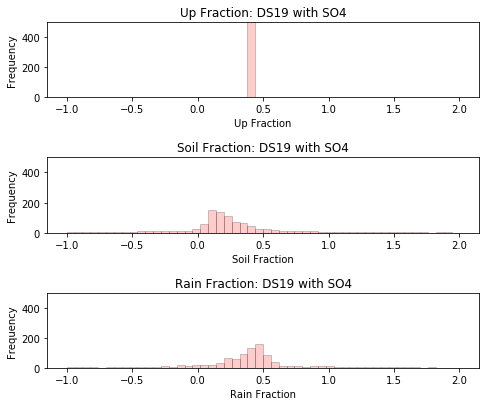 Up Fraction: DS19 with SO4
Frequency
400
200
0
−1.0 −0.5 0.0 0.5 1.0 1.5 2.0
Up Fraction
Soil Fraction: DS19 with SO4
Frequency
400
200
0
−1.0 −0.5 0.0 0.5 1.0 1.5 2.0
Soil Fraction
Rain Fraction: DS19 with SO4
Frequency
400
200
0
−1.0 −0.5 0.0 0.5 1.0 1.5 2.0
Rain Fraction